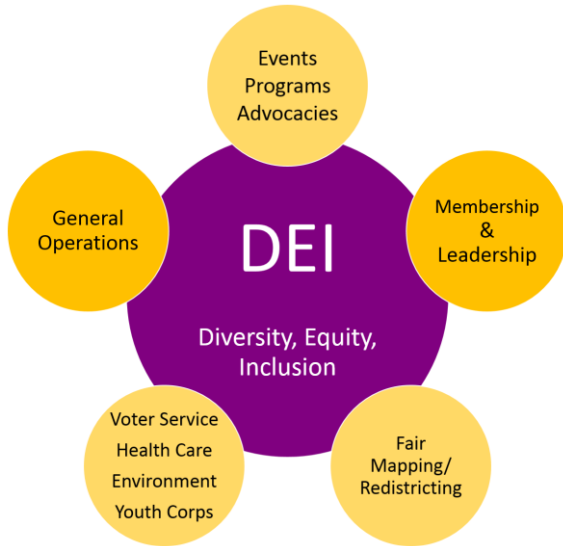 Events
Programs
Advocacies
General
Operations
Membership
&
Leadership
DEI
Diversity, Equity,
Inclusion
Voter Service
Health Care
Environment
Youth Corps
Fair
Mapping/
Redistricting